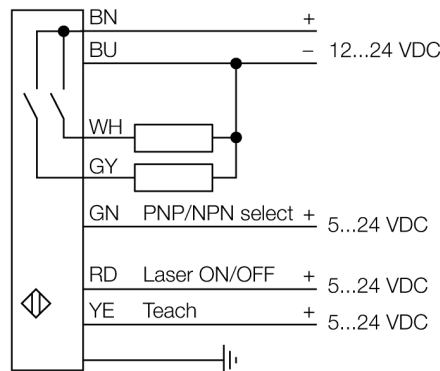 BN +
BU – 12...24 VDC
WH
GY
GN PNP/NPN select + 5...24 VDC
RD Laser ON/OFF + 5...24 VDC
YE Teach + 5...24 VDC